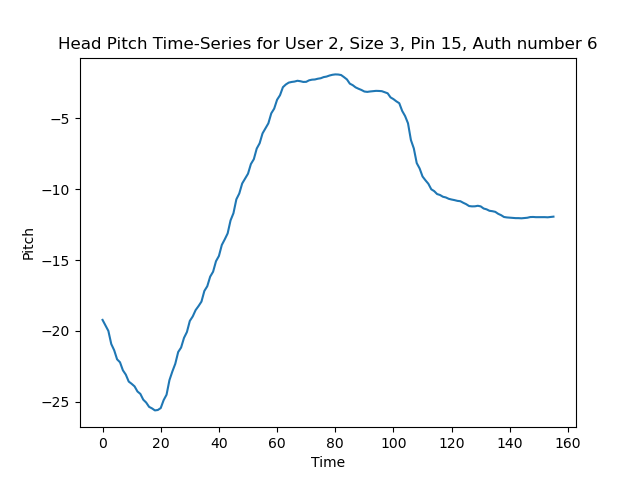 Head Pitch Time-Series for User 2, Size 3, Pin 15, Auth number 6
Pitch
−5
−10
−15
−20
−25
0 20 40 60 80 100 120 140 160
Time